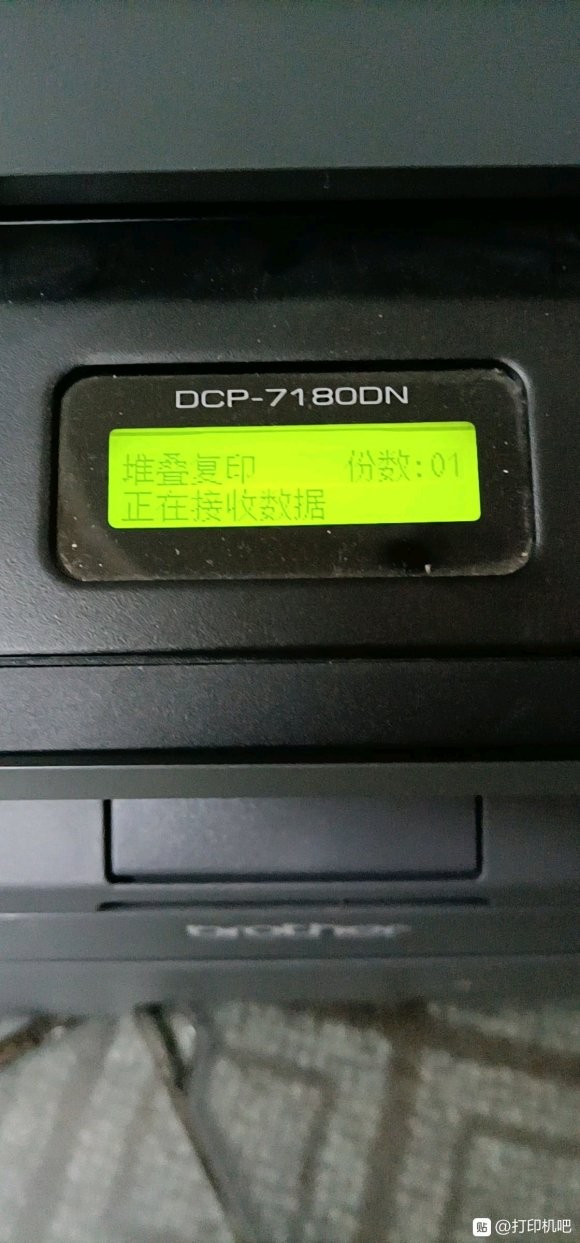 DCP-7180DN
堆叠复印 份数:01
正在接收数据
brother
贴 @打印机吧